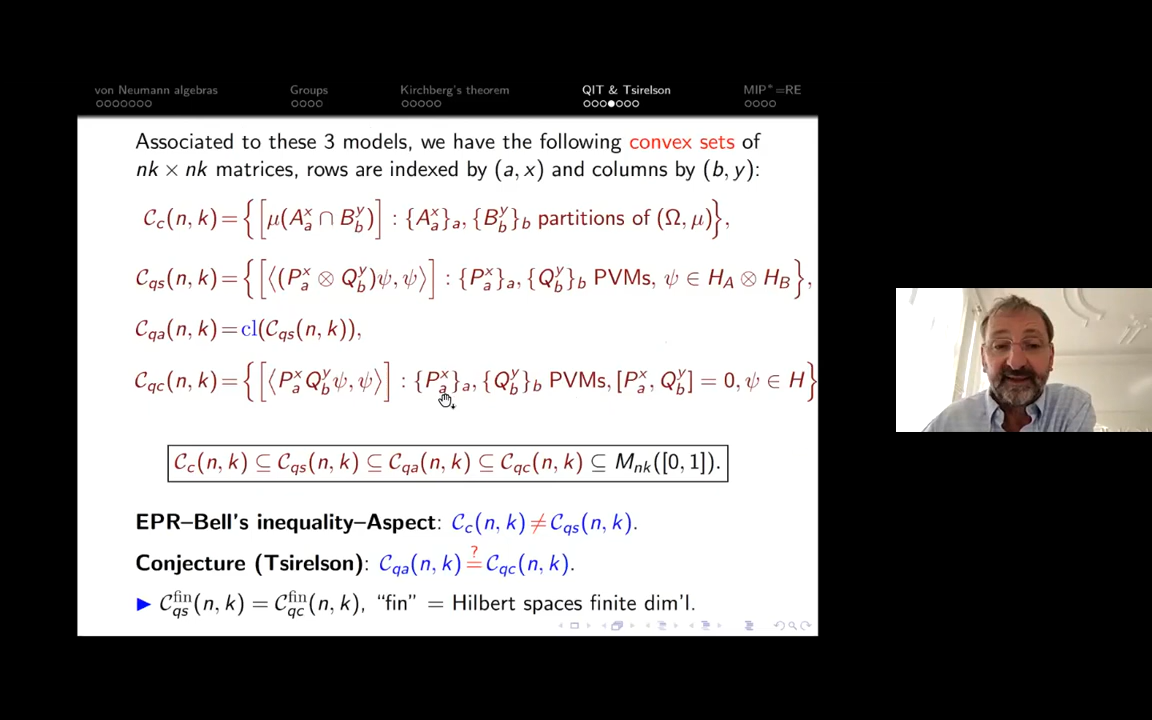 von Neumann algebras Groups Kirchberg's theorem QIT & Tsirelson MIP*=RE
Associated to these 3 models, we have the following convex sets of
nk × nk matrices, rows are indexed by (a, x) and columns by (b, y):
𝒞_c(n, k) = {[μ(A_a^x ∩ B_b^y)] : {A_a^x}_a, {B_b^y}_b partitions of (Ω, μ)},
𝒞_qs(n, k) = {[⟨(P_a^x ⊗ Q_b^y)ψ, ψ⟩] : {P_a^x}_a, {Q_b^y}_b PVMs, ψ ∈ H_A ⊗ H_B},
𝒞_qa(n, k) = cl(𝒞_qs(n, k)),
𝒞_qc(n, k) = {[⟨P_a^x Q_b^y ψ, ψ⟩] : {P_a^x}_a, {Q_b^y}_b PVMs, [P_a^x, Q_b^y] = 0, ψ ∈ H}
𝒞_c(n, k) ⊆ 𝒞_qs(n, k) ⊆ 𝒞_qa(n, k) ⊆ 𝒞_qc(n, k) ⊆ M_nk([0, 1]).
EPR–Bell's inequality–Aspect: 𝒞_c(n, k) ≠ 𝒞_qs(n, k).
Conjecture (Tsirelson): 𝒞_qa(n, k) =^? 𝒞_qc(n, k).
▶ 𝒞_qs^fin(n, k) = 𝒞_qc^fin(n, k), "fin" = Hilbert spaces finite dim'l.